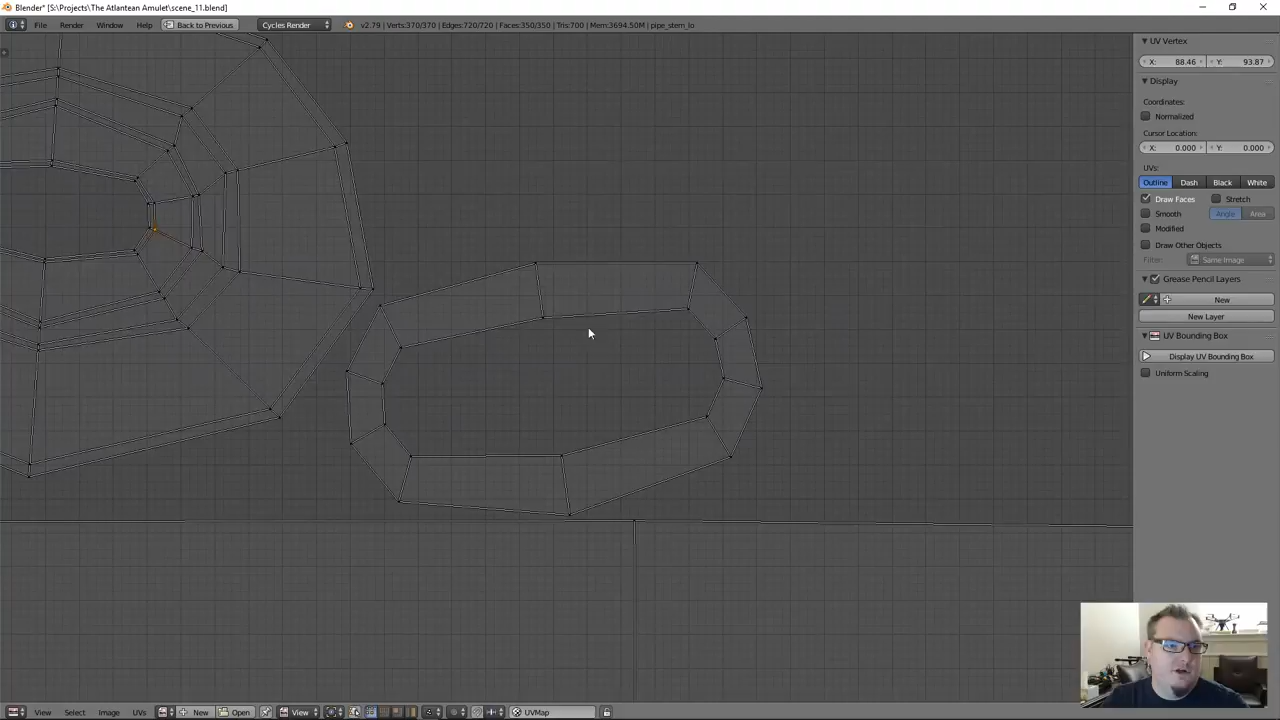 Blender* [S:\Projects\The Atlantean Amulet\scene_11.blend]
File Render Window Help Back to Previous Cycles Render v2.79 | Verts:370/370 | Edges:720/720 | Faces:350/350 | Tris:700 | Mem:3694.50M | pipe_stem_lo
UV Vertex
X: 88.46 Y: 93.87
Display
Coordinates:
Normalized
Cursor Location:
X: 0.000 Y: 0.000
UVs:
Outline Dash Black White
Draw Faces Stretch
Smooth Angle Area
Modified
Draw Other Objects
Filter: Same Image
Grease Pencil Layers
New
New Layer
UV Bounding Box
Display UV Bounding Box
Uniform Scaling
View Select Image UVs New Open View UVMap